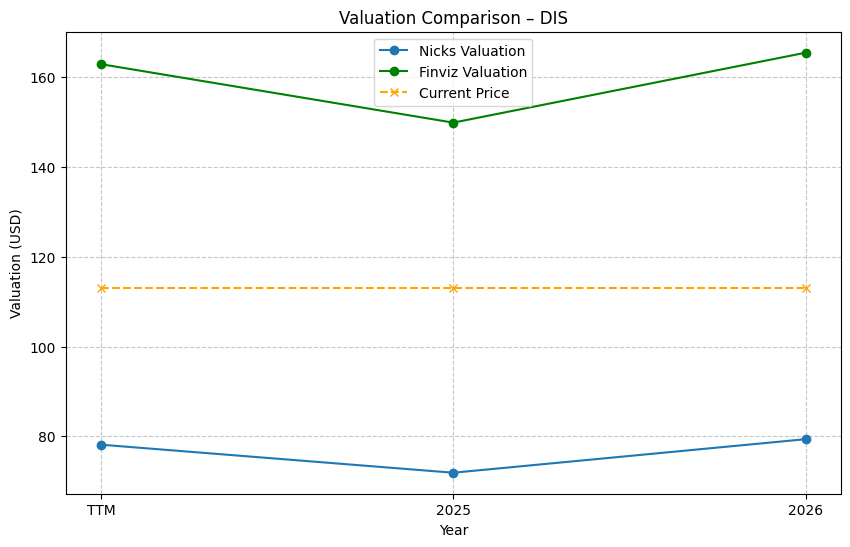 Valuation Comparison – DIS
Nicks Valuation
Finviz Valuation
Current Price
Valuation (USD)
160
140
120
100
80
TTM
2025
2026
Year